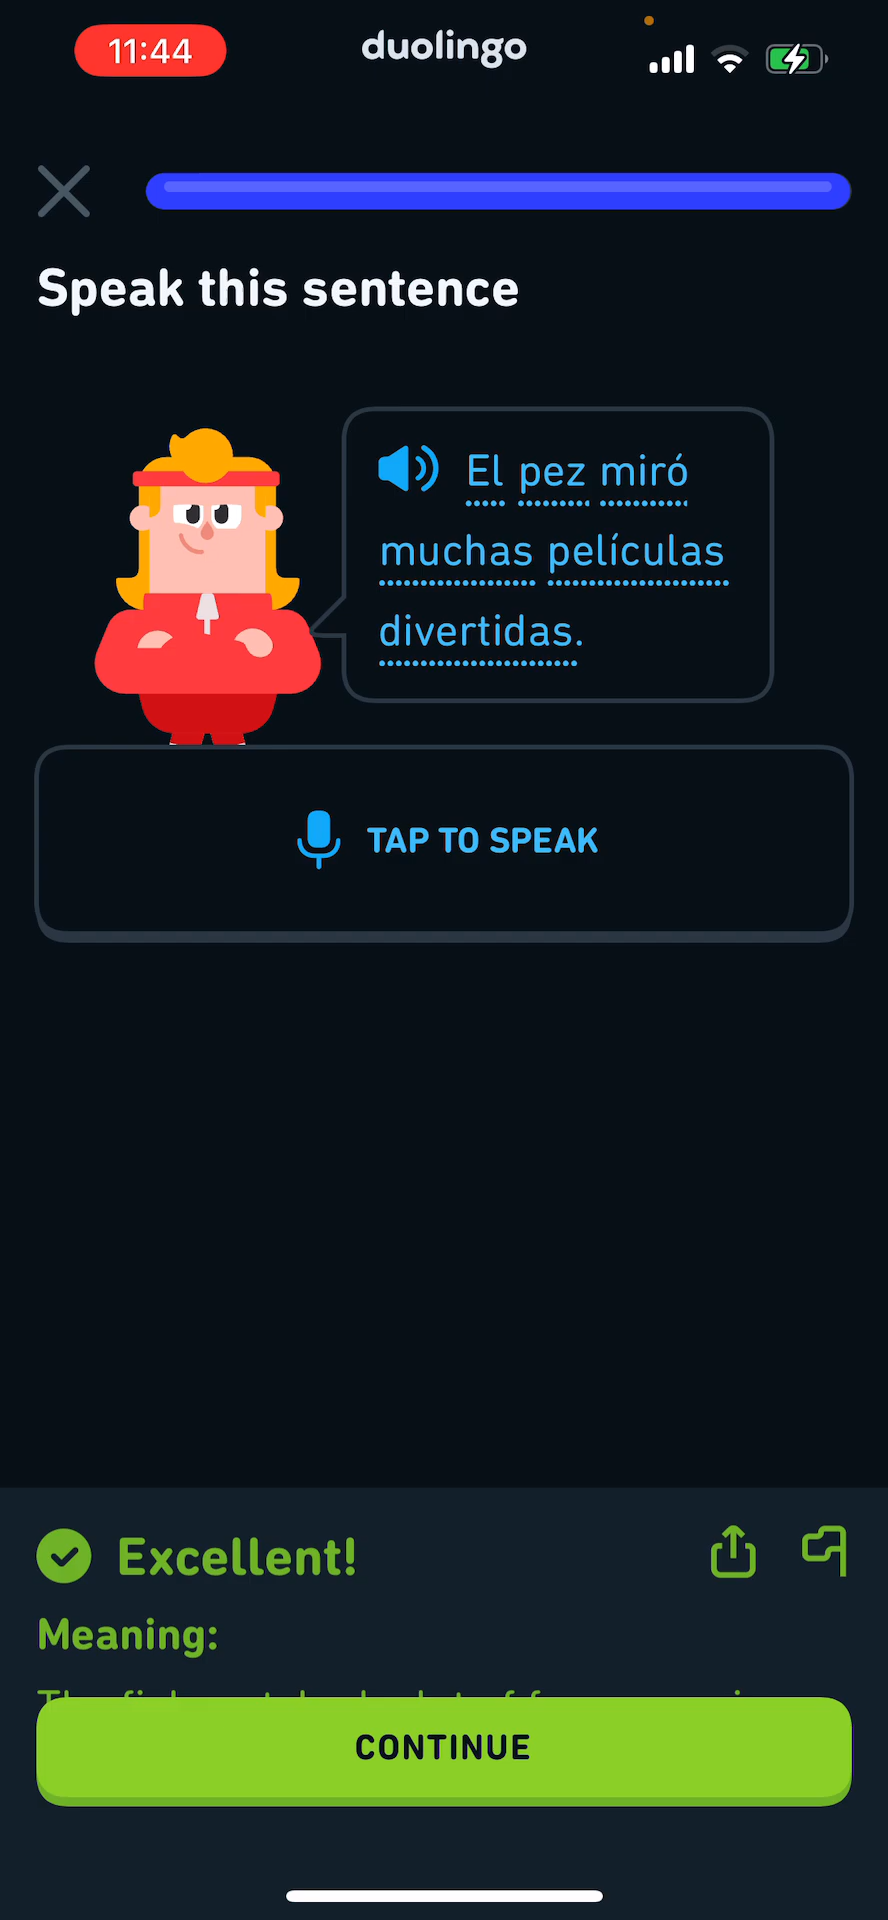 11:44
duolingo
Speak this sentence
El pez miró
muchas películas
divertidas.
TAP TO SPEAK
Excellent!
Meaning:
CONTINUE